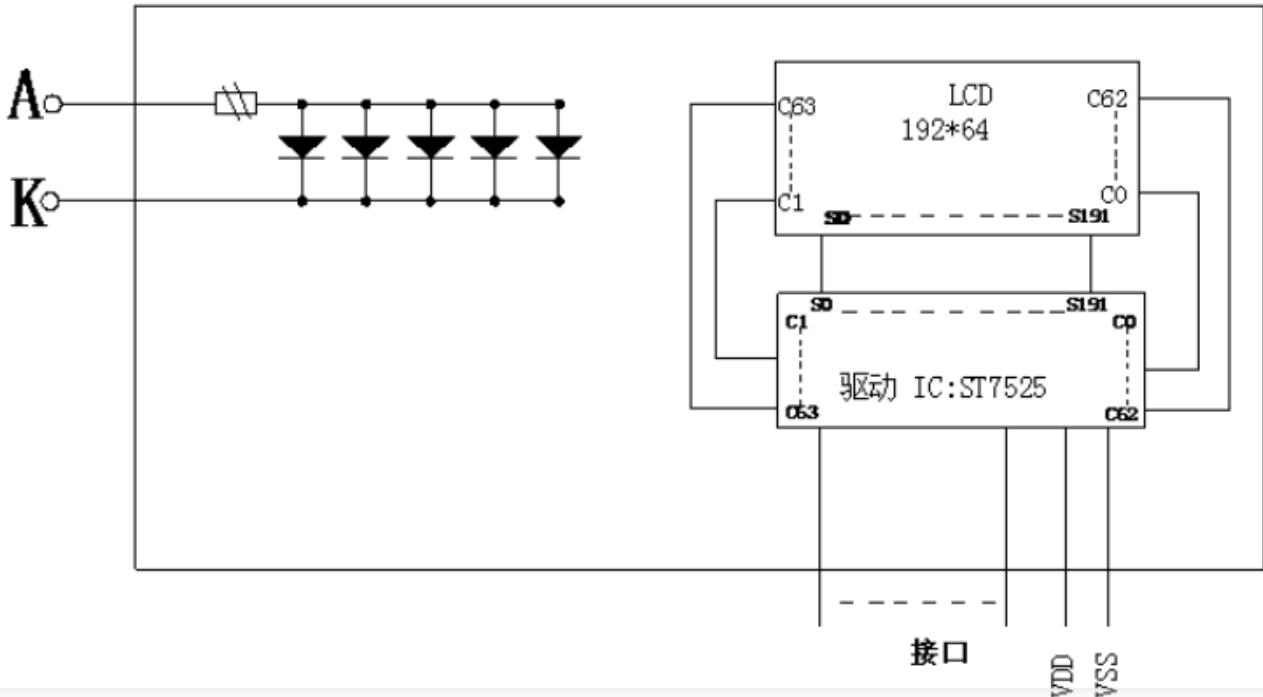 A
K
C63
LCD
C62
192*64
C1
C0
S0
S191
S0
S191
C1
C0
驱动 IC:ST7525
C63
C62
接口
VDD
VSS